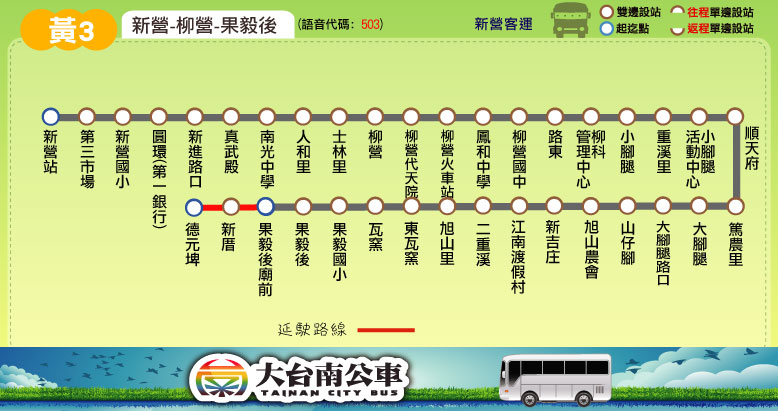 黃3
新營-柳營-果毅後
(語音代碼：503)
新營客運
雙邊設站
起迄點
往程單邊設站
返程單邊設站
新營站
第三市場
新營國小
圓環(第一銀行)
新進路口
真武殿
南光中學
人和里
士林里
柳營
柳營代天院
柳營火車站
鳳和中學
柳營國中
路東
柳科管理中心
小腳腿
重溪里
小腳腿活動中心
順天府
德元埤
新厝
果毅後廟前
果毅後
果毅國小
瓦窯
東瓦窯
旭山里
二重溪
江南渡假村
新吉庄
旭山農會
山仔腳
大腳腿路口
大腳腿
篤農里
延駛路線
大台南公車
TAINAN CITY BUS